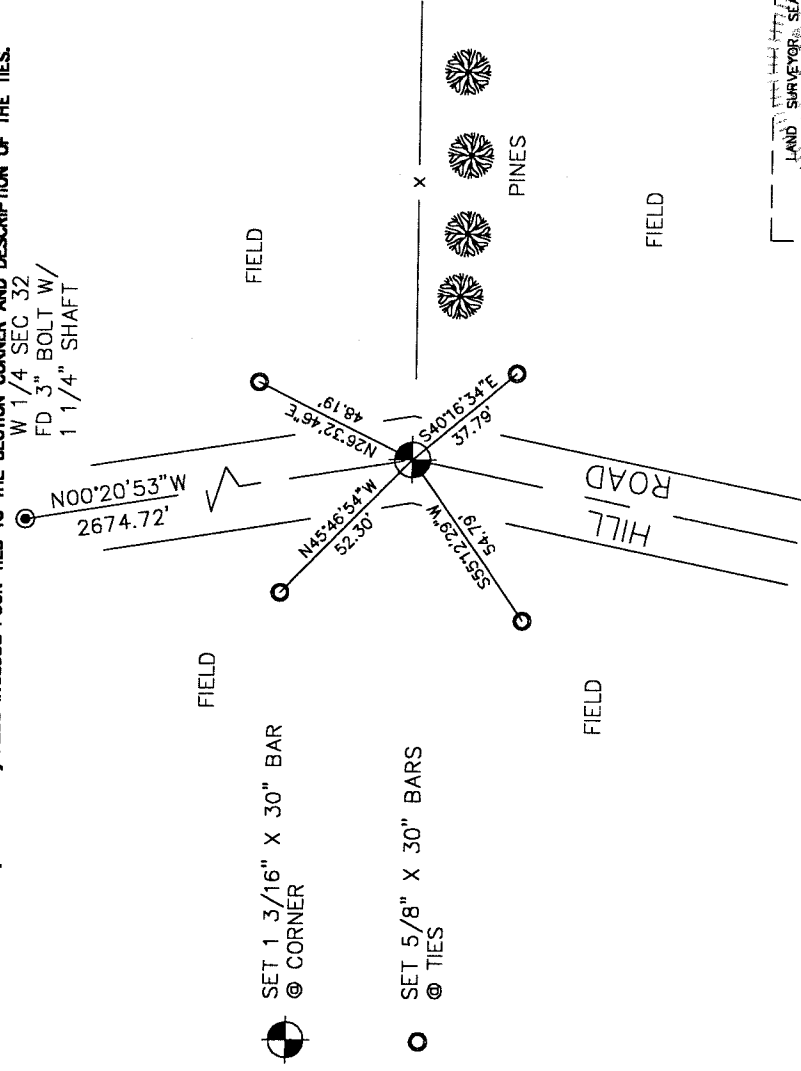 INCLUDE FOUR TIES TO THE SECTION CORNER AND DESCRIPTION OF THE TIES.
W 1/4 SEC 32
FD 3" BOLT W/
1 1/4" SHAFT
N00°20'53"W
2674.72'
FIELD
N26°32'46"E
48.19'
N45°46'54"W
52.30'
S40°16'34"E
37.79'
S55°12'29"W
54.79'
X
PINES
FIELD
FIELD
FIELD
HILL
ROAD
SET 1 3/16" X 30" BAR
@ CORNER
SET 5/8" X 30" BARS
@ TIES
LAND SURVEYOR